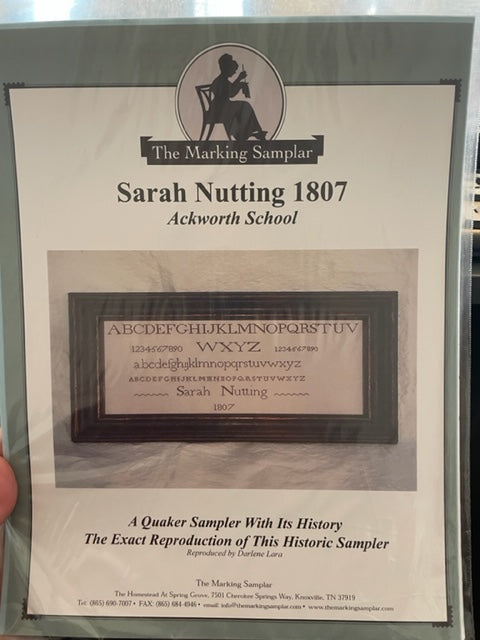 The Marking Samplar
Sarah Nutting 1807
Ackworth School
ABCDEFGHIJKLMNOPQRSTUV
1234567890 WXYZ 1234567890
abcdefghijklmnopqrstuvwxyz
ABCDEFGHIJKLMNOPQRSTUVWXYZ
Sarah Nutting
1807
A Quaker Sampler With Its History
The Exact Reproduction of This Historic Sampler
Reproduced by Darlene Lara
The Marking Samplar
The Homestead At Spring Grove, 7501 Cherokee Springs Way, Knoxville, TN 37919
Tel: (865) 690-7007 • FAX: (865) 684-4946 • email: info@themarkingsamplar.com • www.themarkingsamplar.com